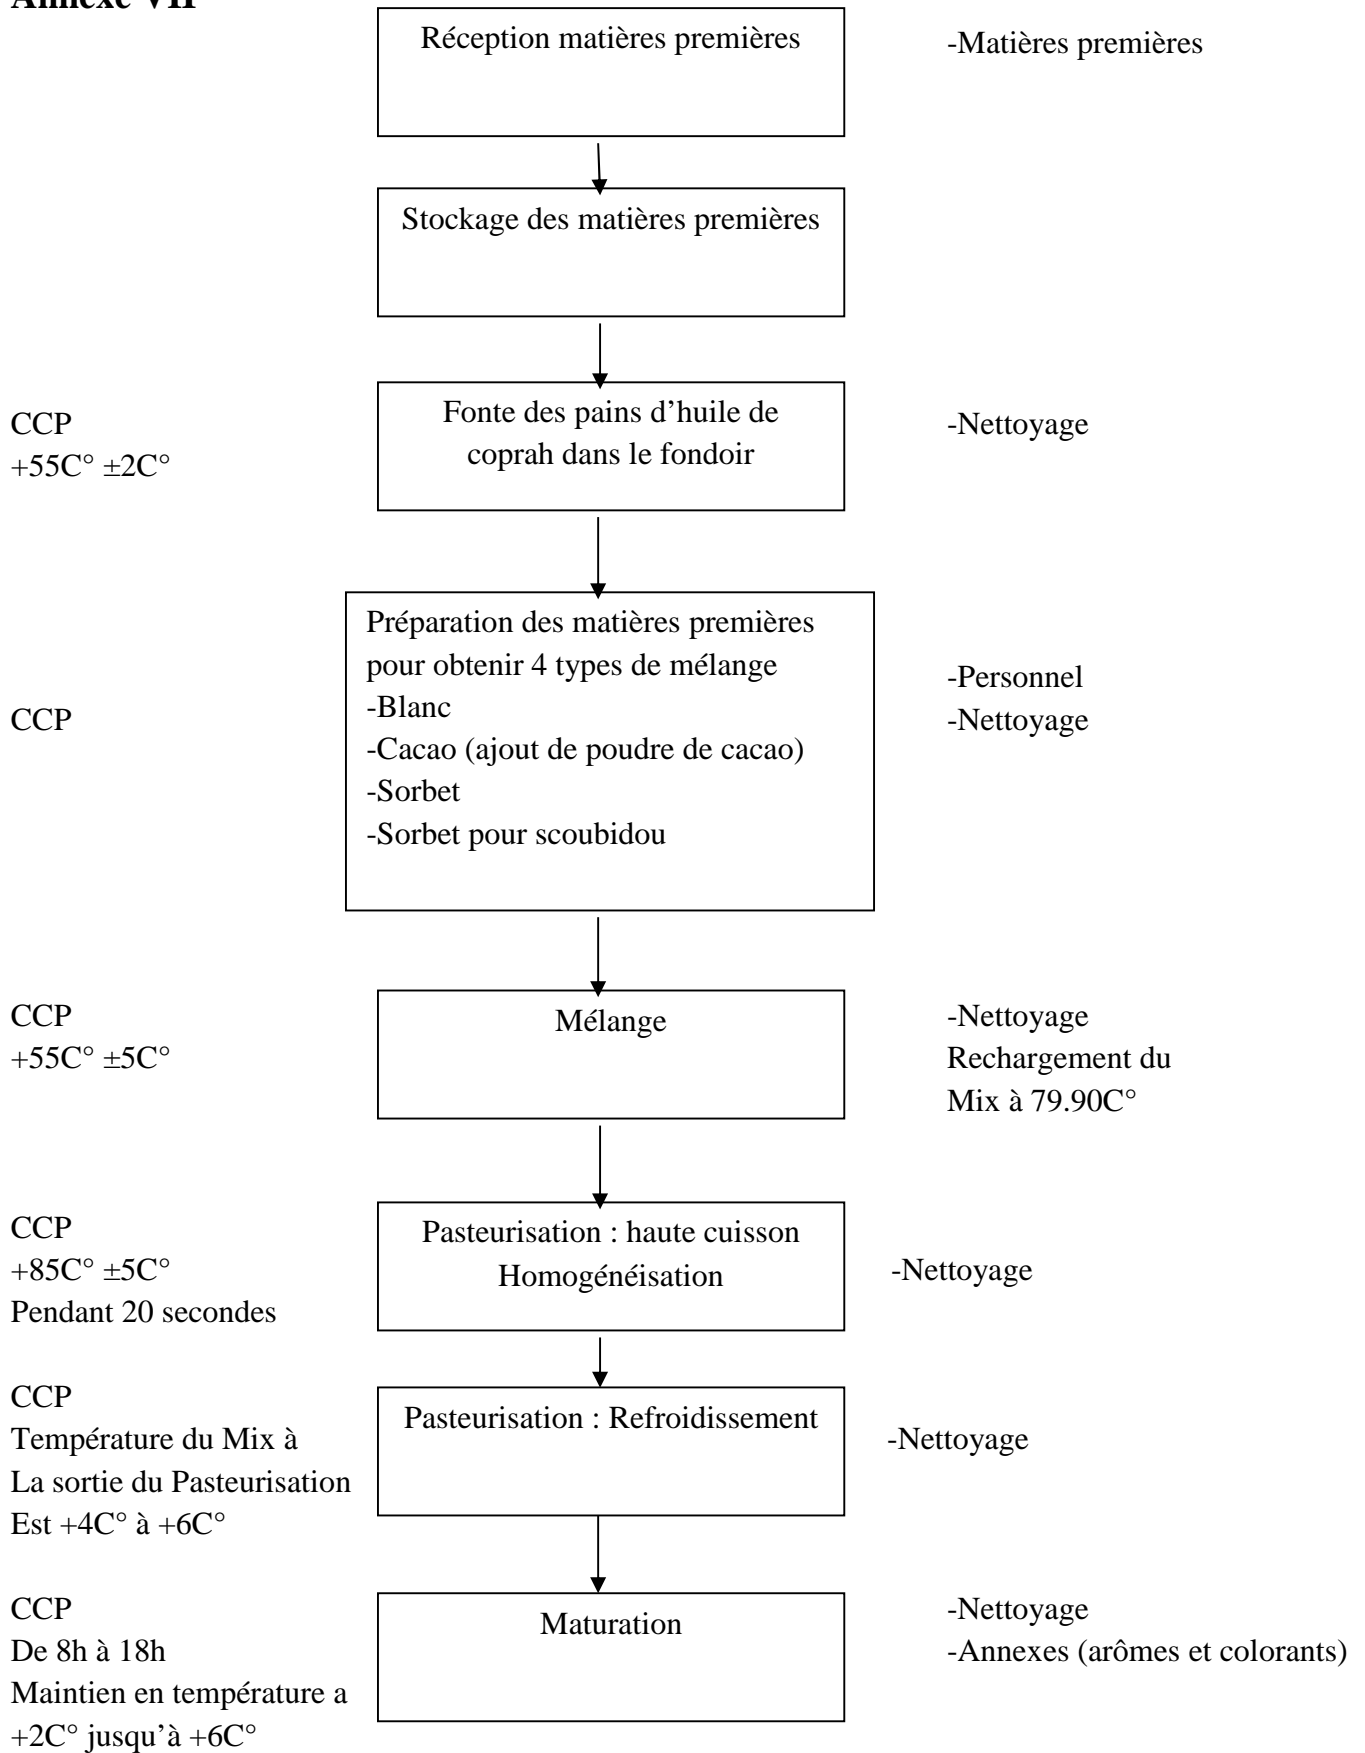 Annexe VII
Réception matières premières
-Matières premières
Stockage des matières premières
CCP
+55C° ±2C°
Fonte des pains d’huile de
coprah dans le fondoir
-Nettoyage
CCP
Préparation des matières premières
pour obtenir 4 types de mélange
-Blanc
-Cacao (ajout de poudre de cacao)
-Sorbet
-Sorbet pour scoubidou
-Personnel
-Nettoyage
CCP
+55C° ±5C°
Mélange
-Nettoyage
Rechargement du
Mix à 79.90C°
CCP
+85C° ±5C°
Pendant 20 secondes
Pasteurisation : haute cuisson
Homogénéisation
-Nettoyage
CCP
Température du Mix à
La sortie du Pasteurisation
Est +4C° à +6C°
Pasteurisation : Refroidissement
-Nettoyage
CCP
De 8h à 18h
Maintien en température a
+2C° jusqu’à +6C°
Maturation
-Nettoyage
-Annexes (arômes et colorants)